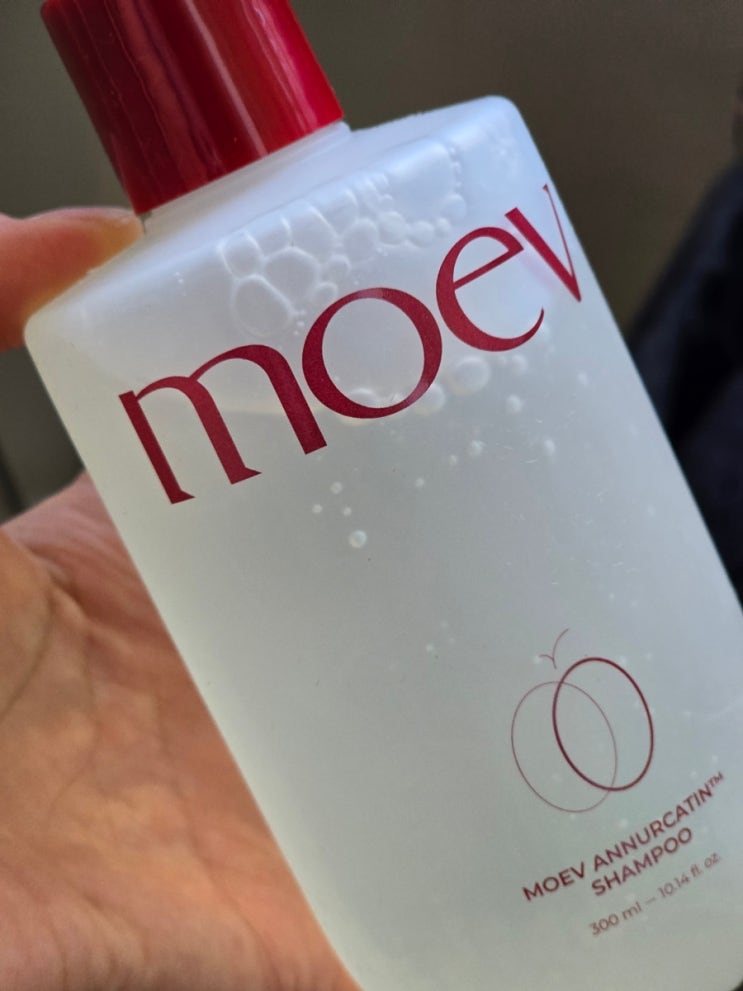 moev
MOEV ANNURCATIN™
SHAMPOO
300 ml – 10.14 fl. oz.